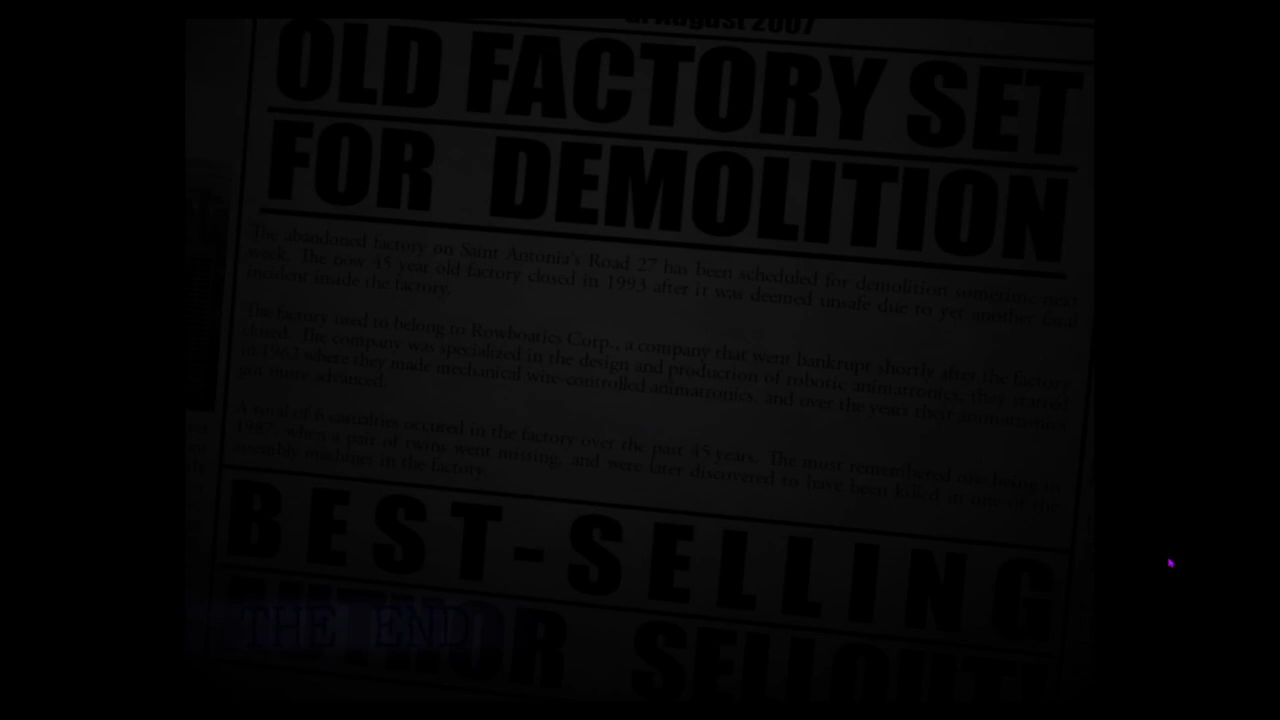 August 2007
OLD FACTORY SET
FOR DEMOLITION
The abandoned factory on Saint Antonia's Road 27 has been scheduled for demolition sometime next
week. The now 45 year old factory closed in 1993 after it was deemed unsafe due to yet another fatal
incident inside the factory.
The factory used to belong to Rowboatics Corp., a company that went bankrupt shortly after the factory
closed. The company was specialized in the design and production of robotic animatronics, they started
in 1962 where they made mechanical wire-controlled animatronics, and over the years their animatronics
got more advanced.
A total of 6 casualties occured in the factory over the past 45 years. The most remembered one being in
1987, when a pair of twins went missing, and were later discovered to have been killed in one of the
assembly machines in the factory.
BEST-SELLING
AUTHOR SELLOUT
THE END